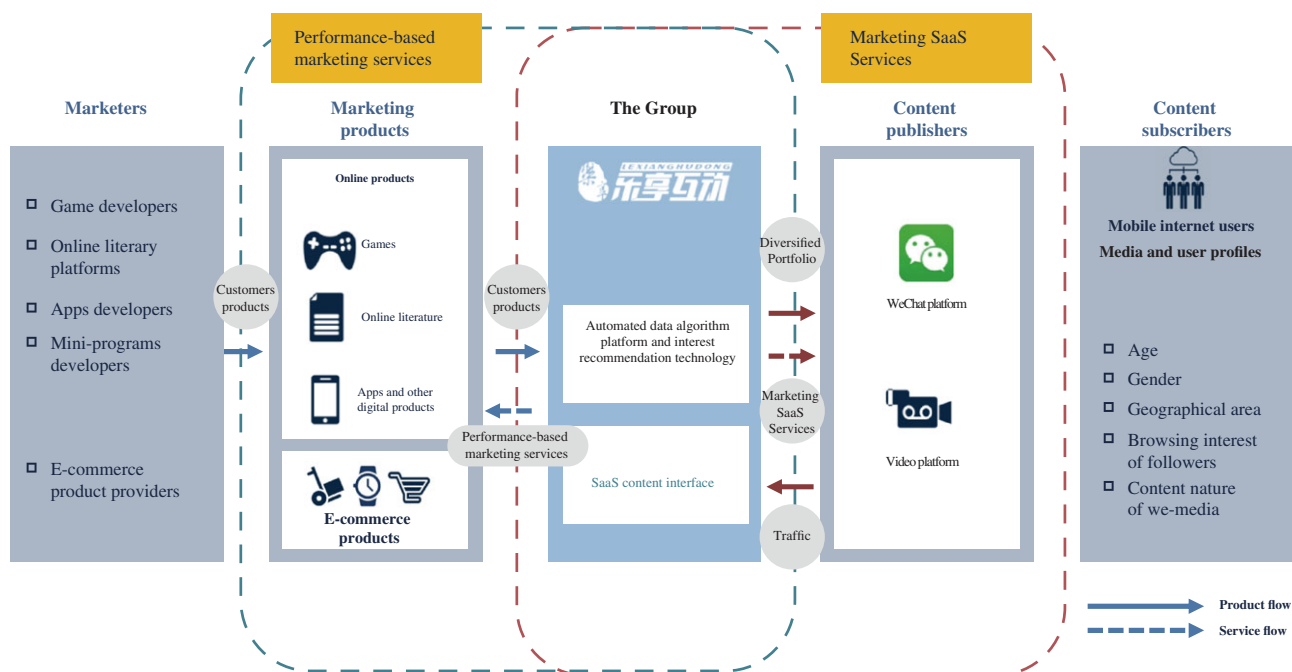 Performance-based
marketing services
Marketing SaaS
Services
Marketers
Marketing
products
The Group
Content
publishers
Content
subscribers
Game developers
Online literary
platforms
Apps developers
Mini-programs
developers
E-commerce
product providers
Customers
products
Online products
Games
Online literature
Apps and other
digital products
E-commerce
products
Customers
products
Performance-based
marketing services
LEXIANGHUDONG
乐享互动
Automated data algorithm
platform and interest
recommendation technology
SaaS content interface
Diversified
Portfolio
Marketing
SaaS
Services
Traffic
WeChat platform
Video platform
Mobile internet users
Media and user profiles
Age
Gender
Geographical area
Browsing interest
of followers
Content nature
of we-media
Product flow
Service flow